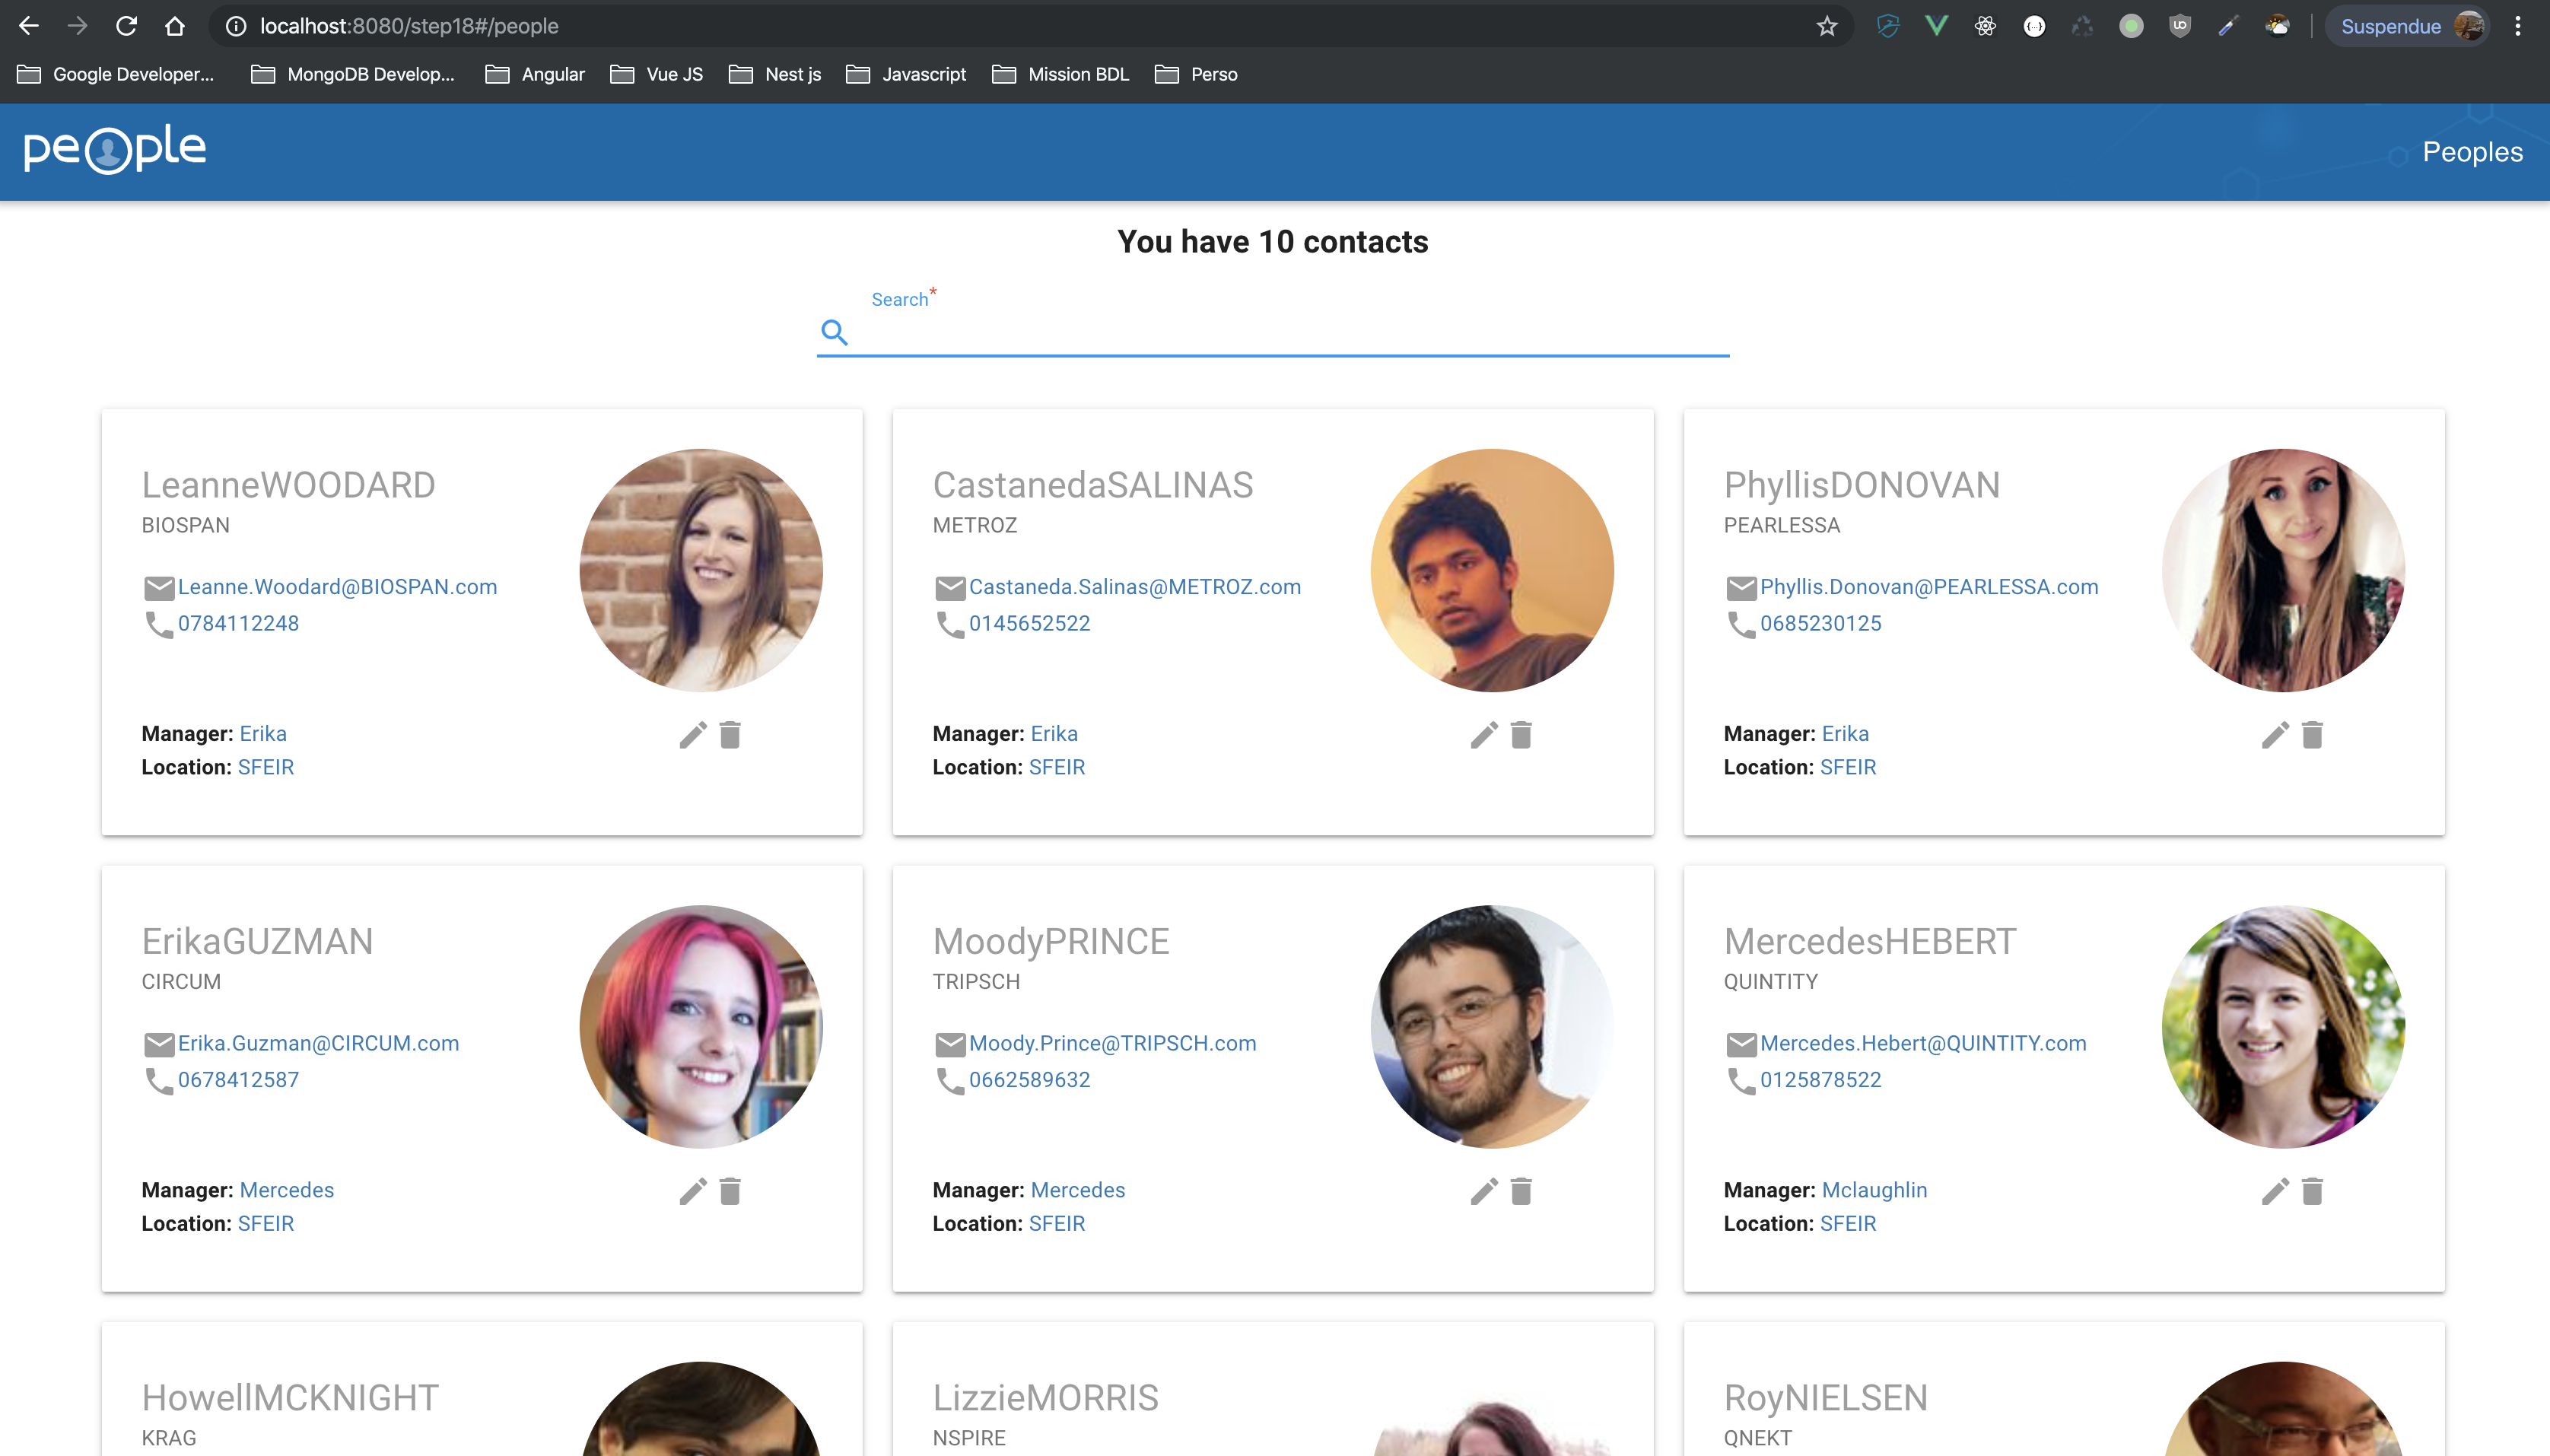 localhost:8080/step18#/people
Suspendue
Google Developer...
MongoDB Develop...
Angular
Vue JS
Nest js
Javascript
Mission BDL
Perso
people
Peoples
You have 10 contacts
Search*
LeanneWOODARD
BIOSPAN
Leanne.Woodard@BIOSPAN.com
0784112248
Manager: Erika
Location: SFEIR
CastanedaSALINAS
METROZ
Castaneda.Salinas@METROZ.com
0145652522
Manager: Erika
Location: SFEIR
PhyllisDONOVAN
PEARLESSA
Phyllis.Donovan@PEARLESSA.com
0685230125
Manager: Erika
Location: SFEIR
ErikaGUZMAN
CIRCUM
Erika.Guzman@CIRCUM.com
0678412587
Manager: Mercedes
Location: SFEIR
MoodyPRINCE
TRIPSCH
Moody.Prince@TRIPSCH.com
0662589632
Manager: Mercedes
Location: SFEIR
MercedesHEBERT
QUINTITY
Mercedes.Hebert@QUINTITY.com
0125878522
Manager: Mclaughlin
Location: SFEIR
HowellMCKNIGHT
KRAG
LizzieMORRIS
NSPIRE
RoyNIELSEN
QNEKT